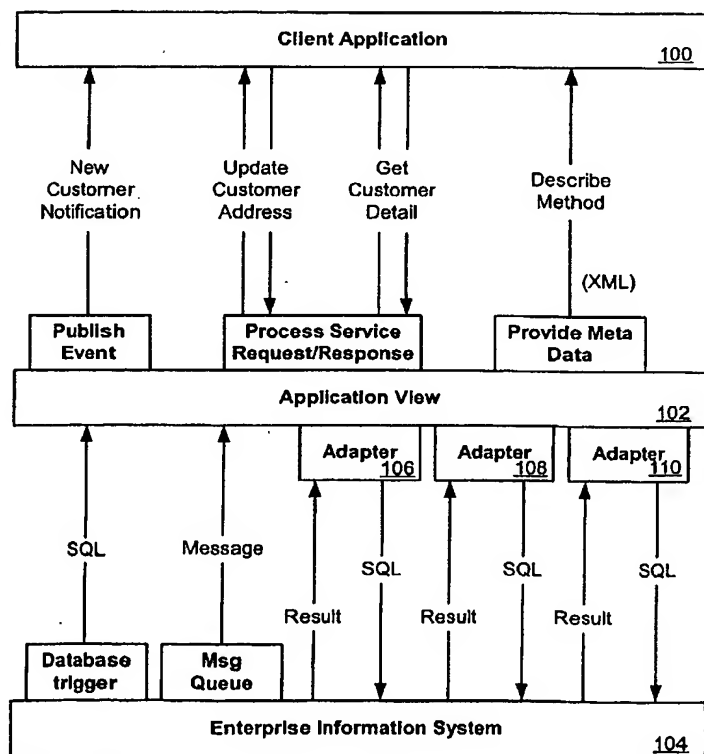 Client Application
100
New
Customer
Notification
Update
Customer
Address
Get
Customer
Detail
Describe
Method
(XML)
Publish
Event
Process Service
Request/Response
Provide Meta
Data
Application View
102
Adapter
106
Adapter
108
Adapter
110
SQL
Message
Result
SQL
Result
SQL
Result
SQL
Database
trigger
Msg
Queue
Enterprise Information System
104